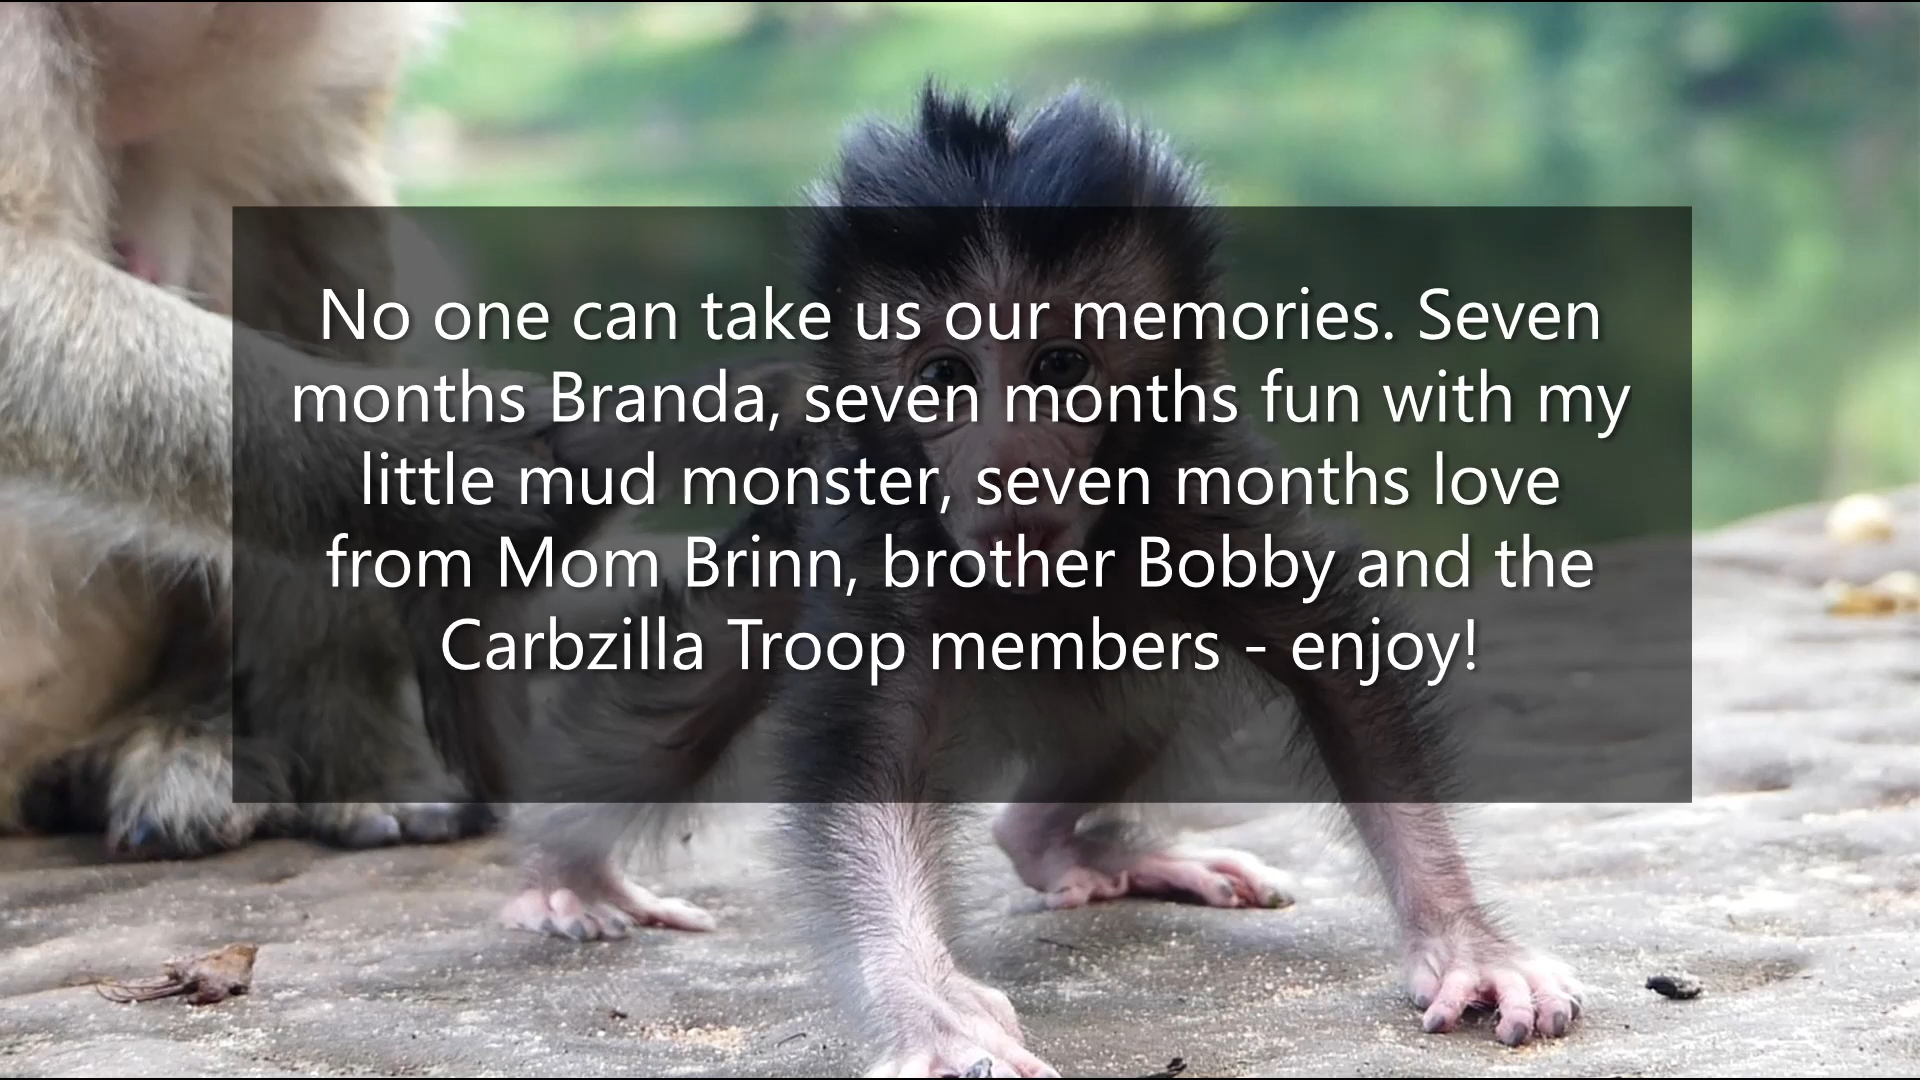 No one can take us our memories. Seven
months Branda, seven months fun with my
little mud monster, seven months love
from Mom Brinn, brother Bobby and the
Carbzilla Troop members - enjoy!